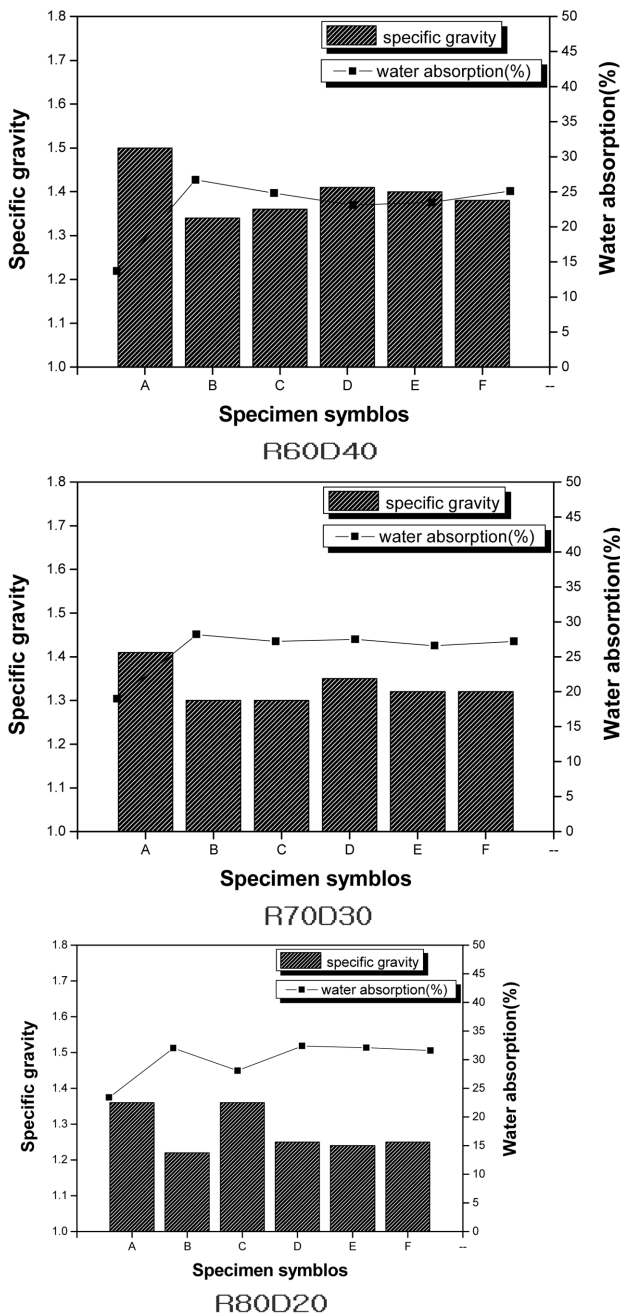 1.8
1.7
1.6
1.5
1.4
1.3
1.2
1.1
1.0
Specific gravity
specific gravity
water absorption(%)
50
45
40
35
30
25
20
15
10
5
0
Water absorption(%)
A B C D E F --
Specimen symblos
R60D40
1.8
1.7
1.6
1.5
1.4
1.3
1.2
1.1
1.0
Specific gravity
specific gravity
water absorption(%)
50
45
40
35
30
25
20
15
10
5
0
Water absorption(%)
A B C D E F --
Specimen symblos
R70D30
1.8
1.7
1.6
1.5
1.4
1.3
1.2
1.1
1.0
Specific gravity
specific gravity
water absorption(%)
50
45
40
35
30
25
20
15
10
5
0
Water absorption(%)
A B C D E F --
Specimen symblos
R80D20